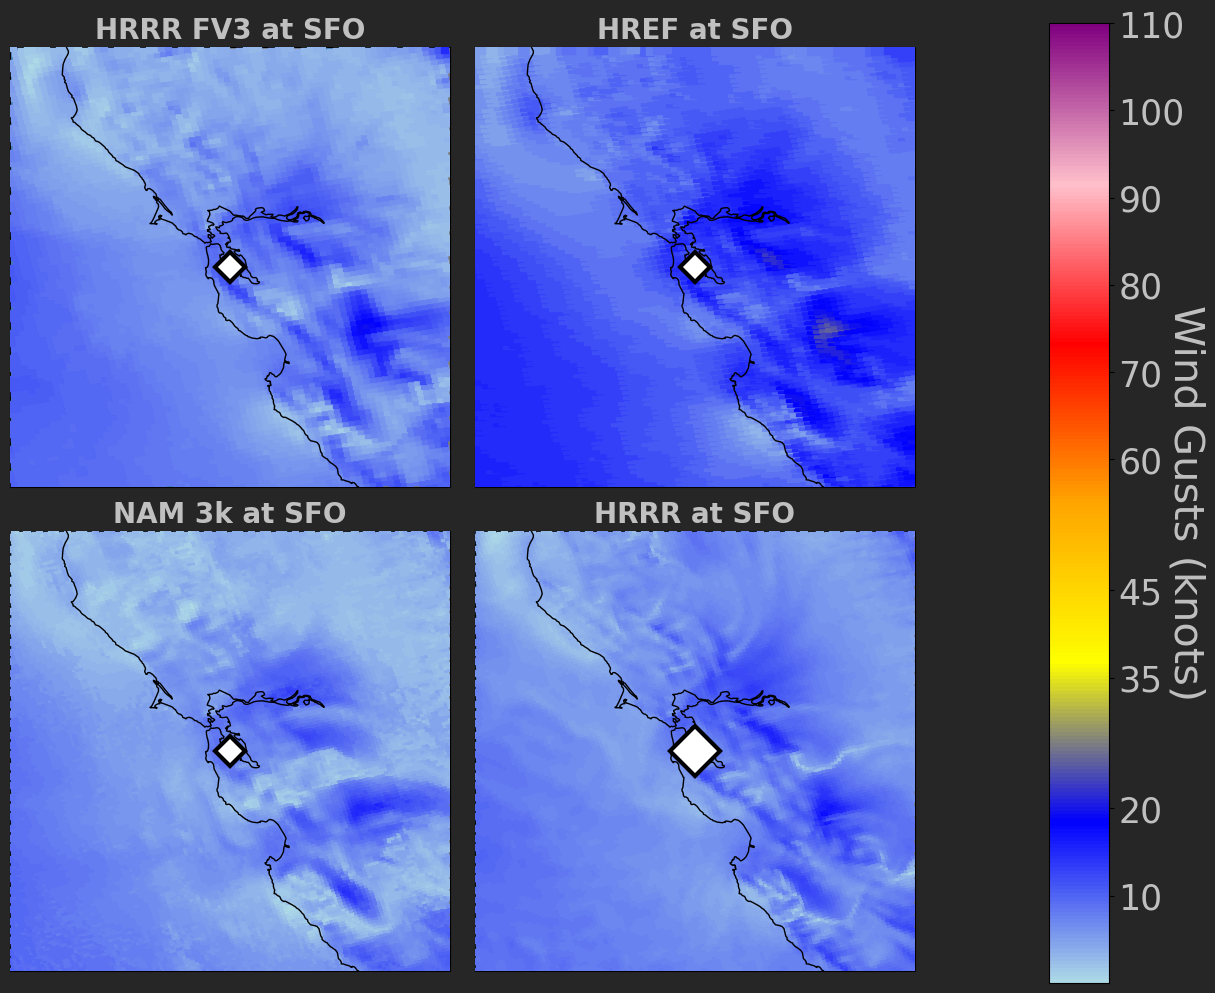 HRRR FV3 at SFO
HREF at SFO
NAM 3k at SFO
HRRR at SFO
110
100
90
80
70
60
45
35
20
10
Wind Gusts (knots)